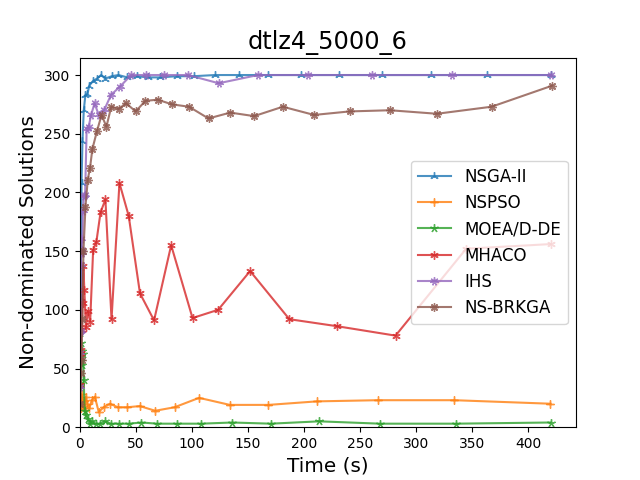 dtlz4_5000_6
Non-dominated Solutions
300
250
200
150
100
50
0
NSGA-II
NSPSO
MOEA/D-DE
MHACO
IHS
NS-BRKGA
0 50 100 150 200 250 300 350 400
Time (s)